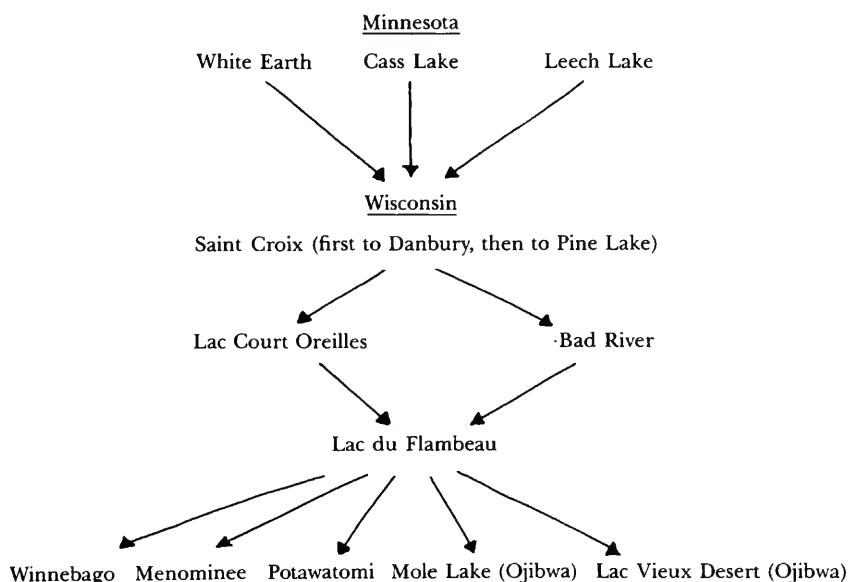 Minnesota
White Earth Cass Lake Leech Lake
Wisconsin
Saint Croix (first to Danbury, then to Pine Lake)
Lac Court Oreilles Bad River
Lac du Flambeau
Winnebago Menominee Potawatomi Mole Lake (Ojibwa) Lac Vieux Desert (Ojibwa)